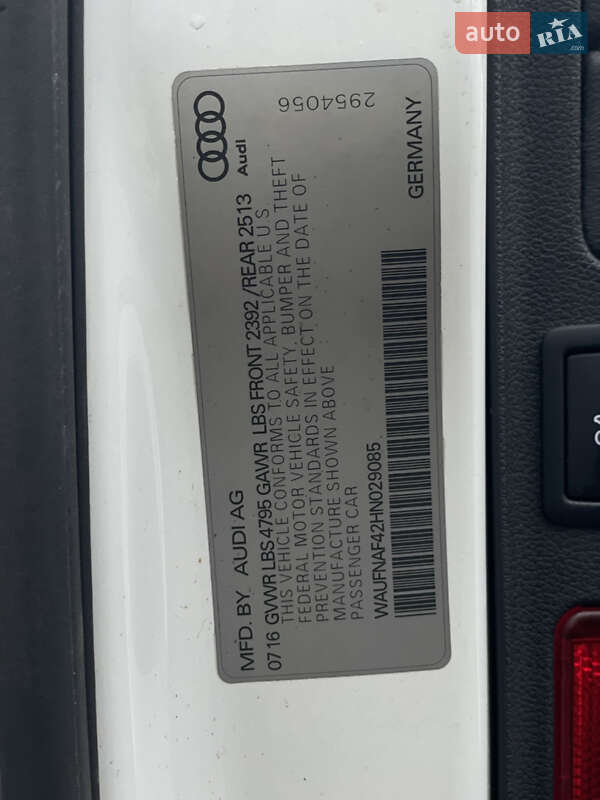 auto RIA.com
Audi
2954056
MFD. BY AUDI AG
0716 GVWR LBS 4795 GAWR LBS FRONT 2392 /REAR 2513
THIS VEHICLE CONFORMS TO ALL APPLICABLE U S
FEDERAL MOTOR VEHICLE SAFETY, BUMPER AND THEFT
PREVENTION STANDARDS IN EFFECT ON THE DATE OF
MANUFACTURE SHOWN ABOVE
PASSENGER CAR
WAUFNAF42HN029085
GERMANY